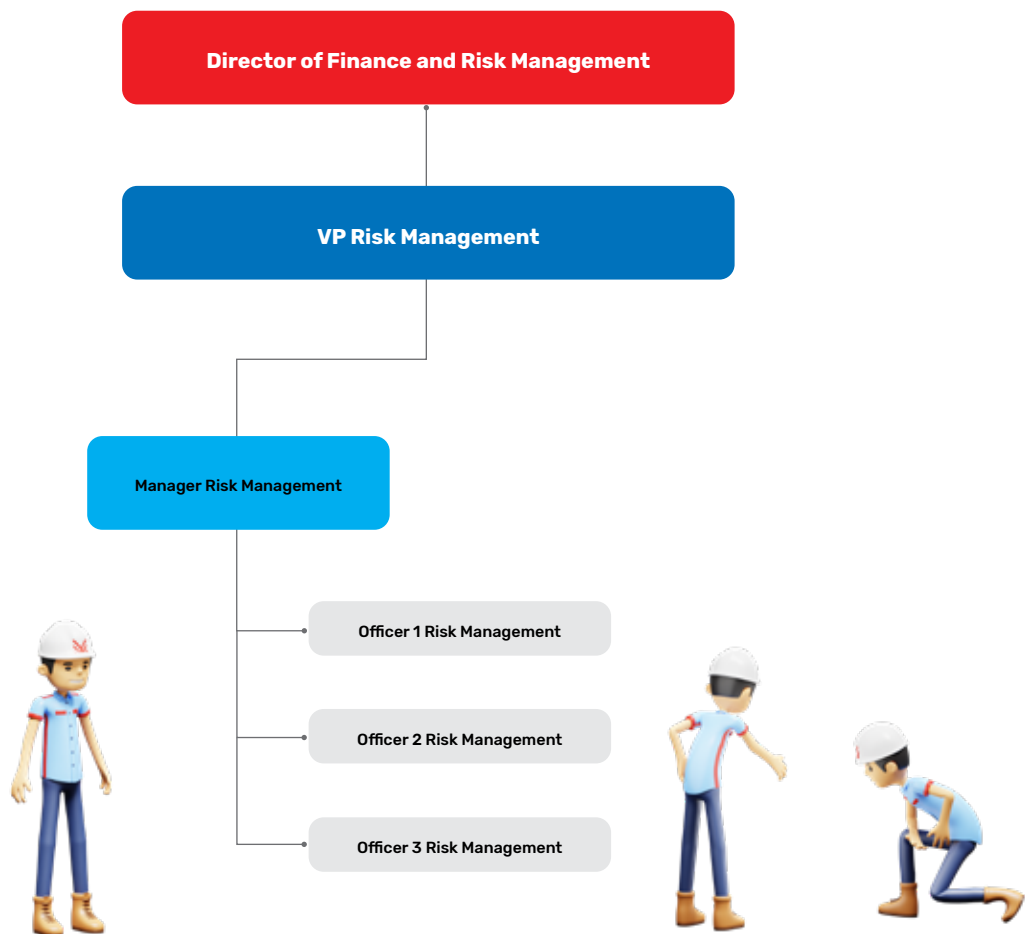 Director of Finance and Risk Management
VP Risk Management
Manager Risk Management
Officer 1 Risk Management
Officer 2 Risk Management
Officer 3 Risk Management